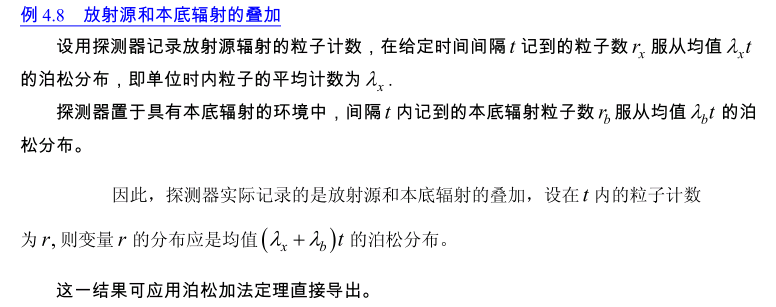 例 4.8 放射源和本底辐射的叠加
设用探测器记录放射源辐射的粒子计数，在给定时间间隔 t 记到的粒子数 rₓ 服从均值 λₓt
的泊松分布，即单位时内粒子的平均计数为 λₓ .
探测器置于具有本底辐射的环境中，间隔 t 内记到的本底辐射粒子数 r_b 服从均值 λ_b t 的泊
松分布。
因此，探测器实际记录的是放射源和本底辐射的叠加，设在 t 内的粒子计数
为 r, 则变量 r 的分布应是均值 (λₓ + λ_b)t 的泊松分布。
这一结果可应用泊松加法定理直接导出。